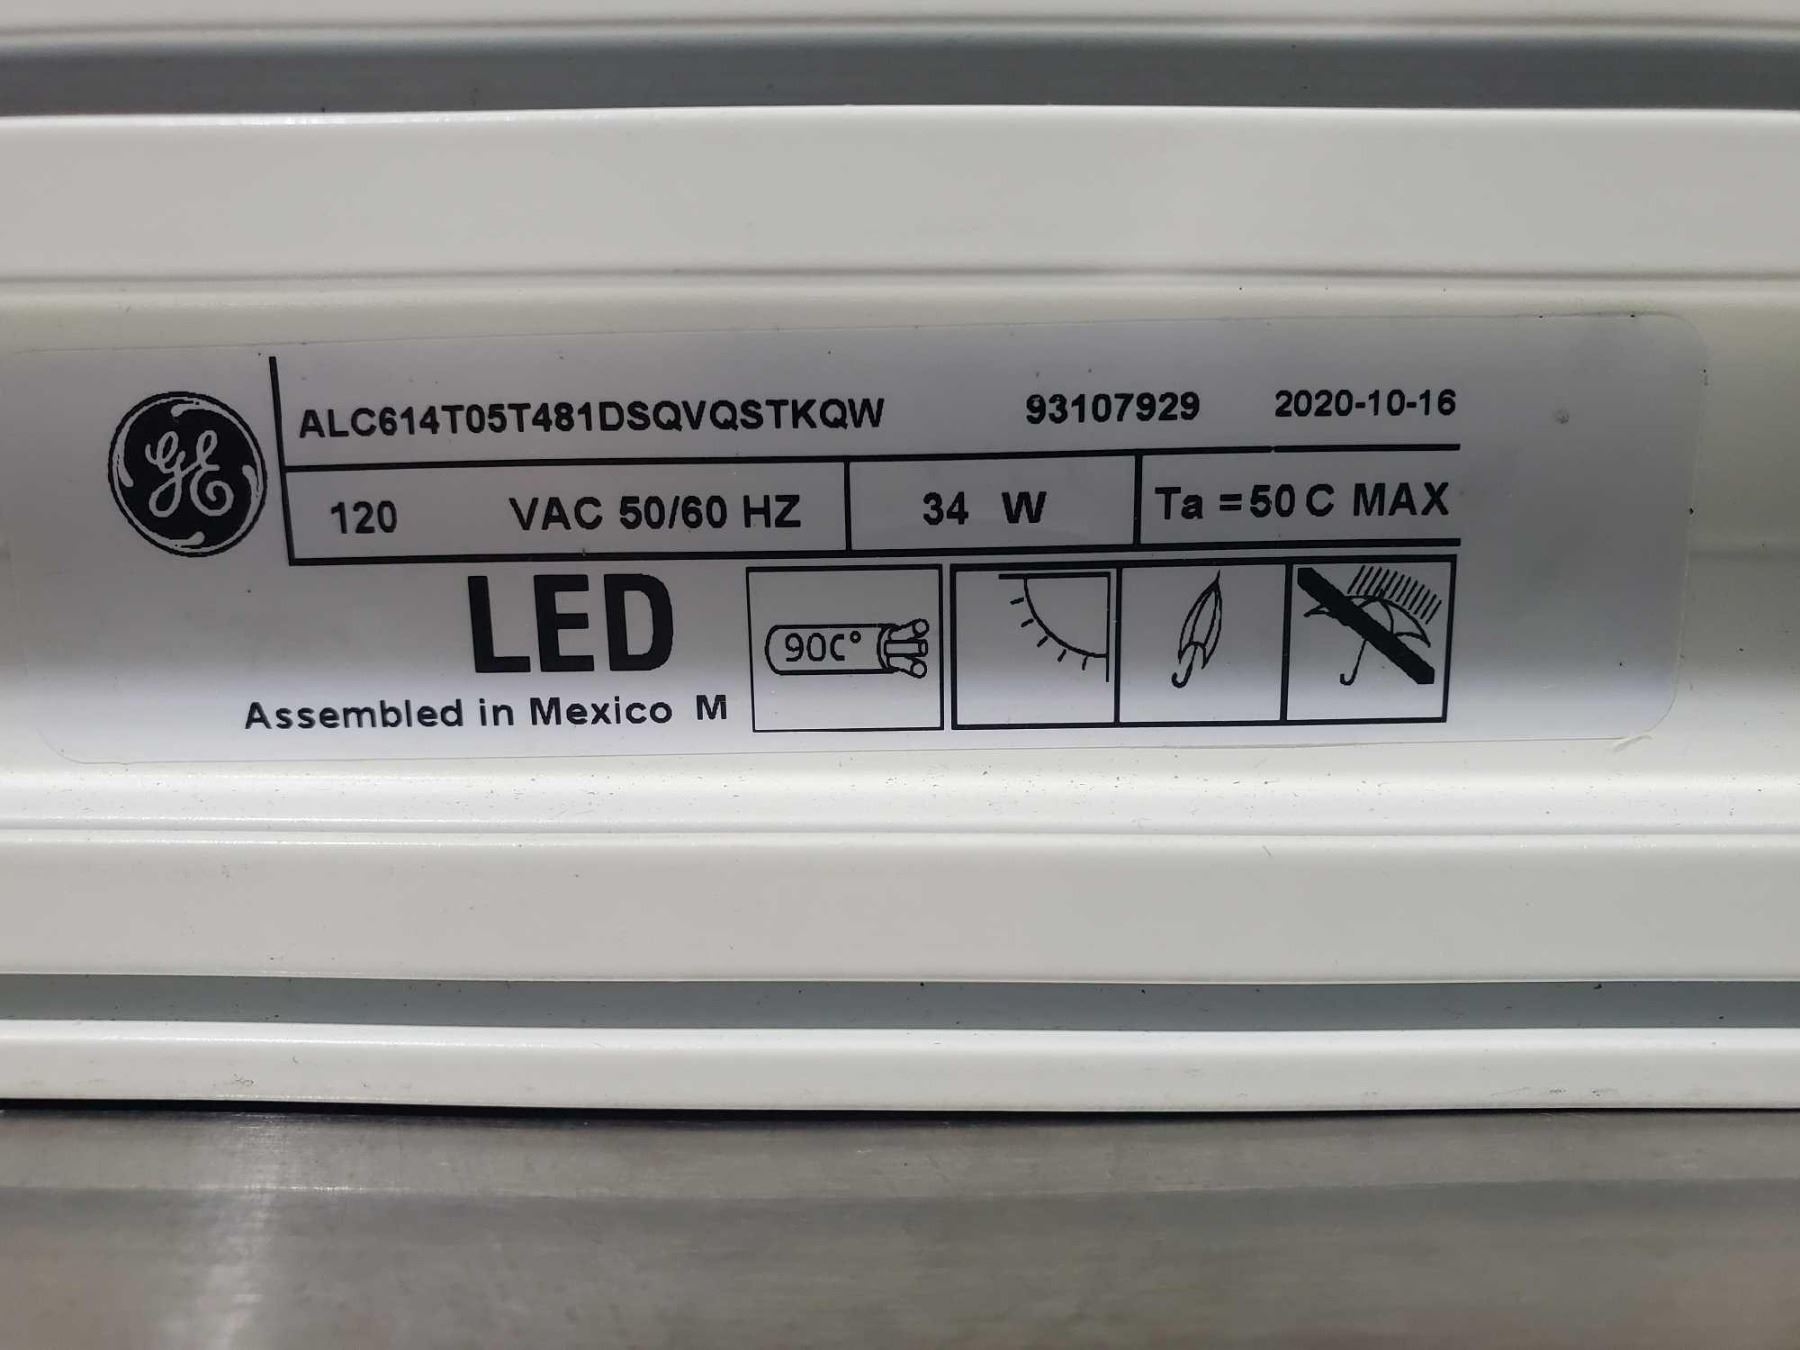 GE
ALC614T05T481DSQVQSTKQW 93107929 2020-10-16
120 VAC 50/60 HZ 34 W Ta =50 C MAX
LED
90C°
Assembled in Mexico M